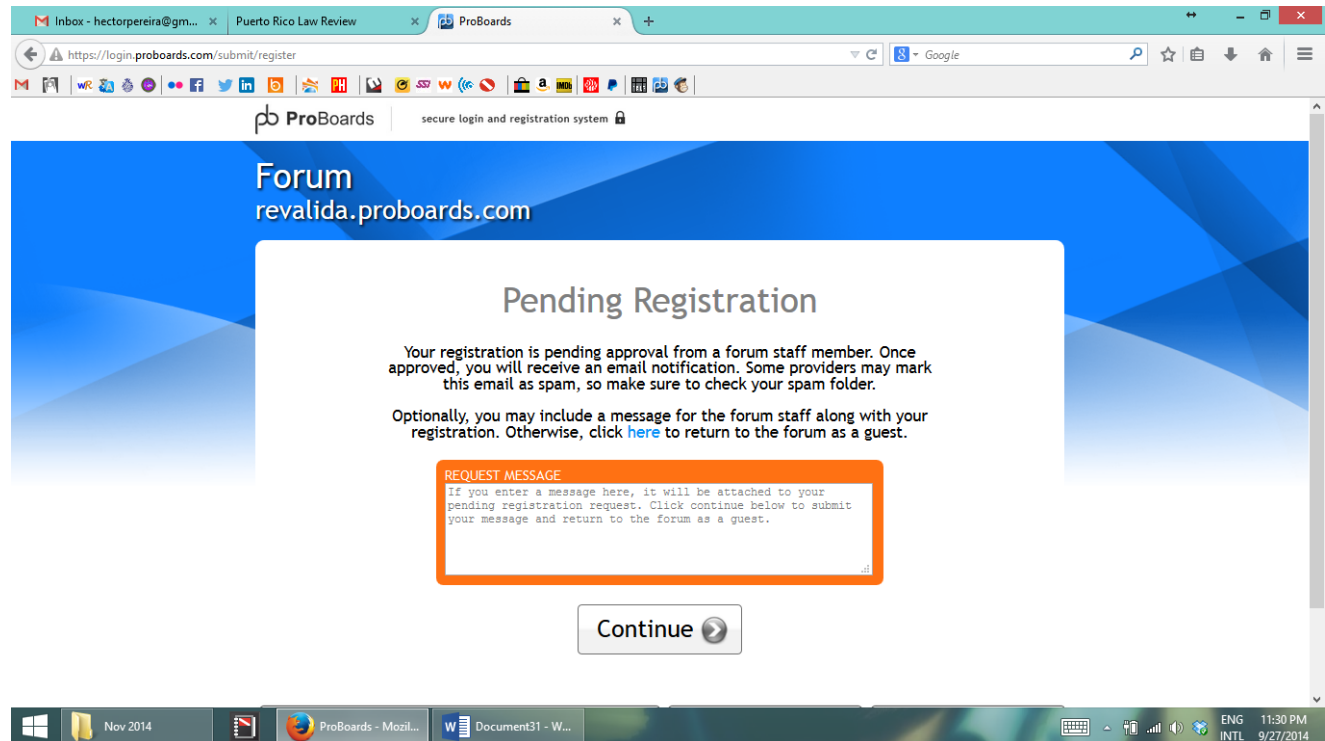 Inbox - hectorpereira@gm...
Puerto Rico Law Review
ProBoards
https://login.proboards.com/submit/register
Google
ProBoards
secure login and registration system
Forum
revalida.proboards.com
Pending Registration
Your registration is pending approval from a forum staff member. Once
approved, you will receive an email notification. Some providers may mark
this email as spam, so make sure to check your spam folder.
Optionally, you may include a message for the forum staff along with your
registration. Otherwise, click here to return to the forum as a guest.
REQUEST MESSAGE
If you enter a message here, it will be attached to your
pending registration request. Click continue below to submit
your message and return to the forum as a guest.
Continue
Nov 2014
ProBoards - Mozil...
Document31 - W...
ENG
INTL
11:30 PM
9/27/2014